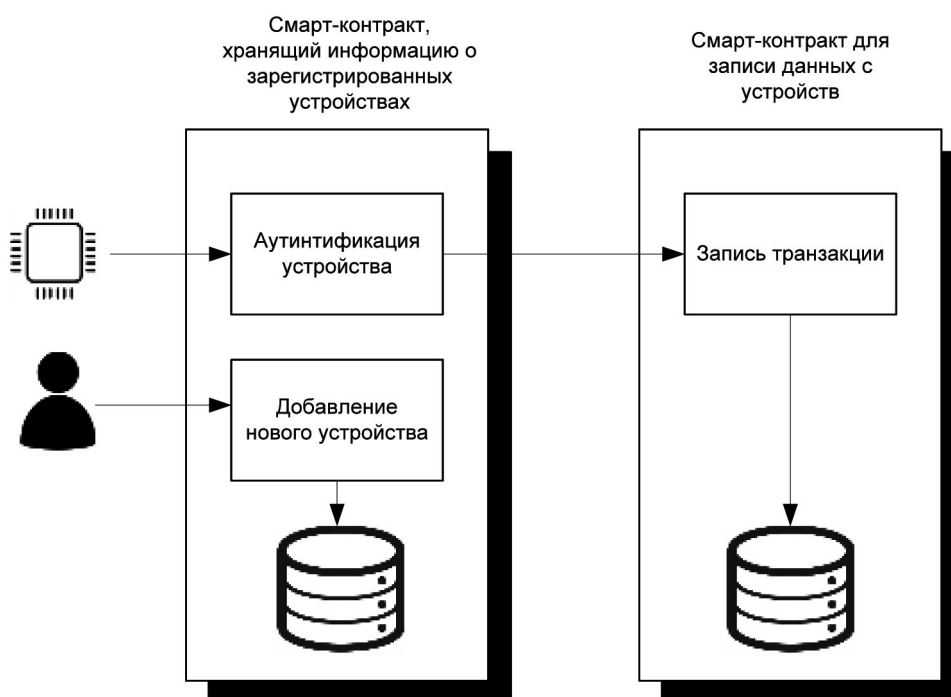 Смарт-контракт,
хранящий информацию о
зарегистрированных
устройствах
Смарт-контракт для
записи данных с
устройств
Аутинтификация
устройства
Запись транзакции
Добавление
нового устройства